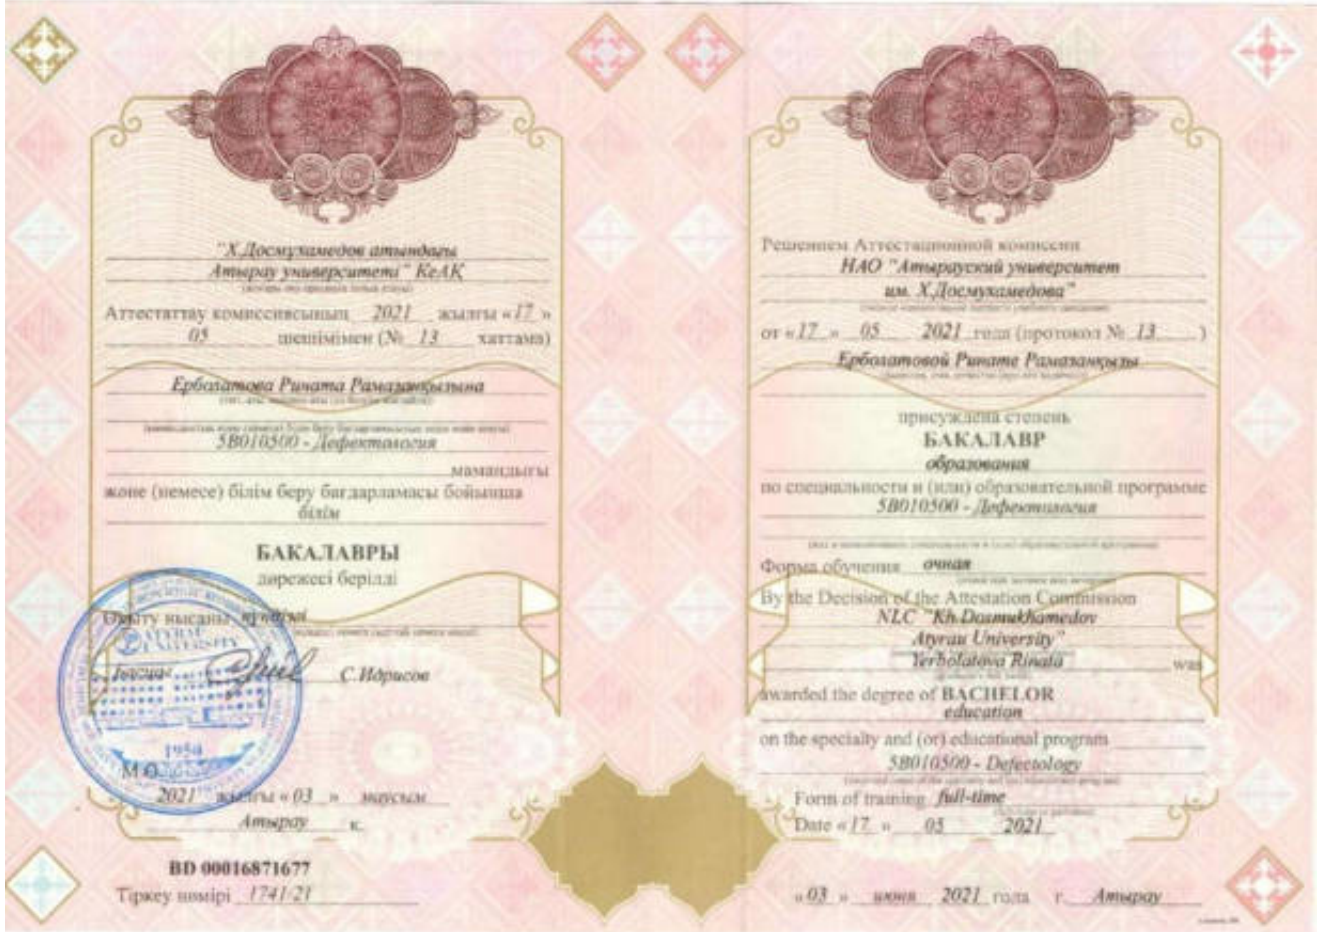 "Х.Досмұхамедов атындағы
Атырау университеті" КеАҚ
Аттестаттау комиссиясының 2021 жылғы «17»
05 шешімімен (№ 13 хаттама)
Ерболатова Рината Рамазанқызына
5В010500 - Дефектология
мамандығы
және (немесе) білім беру бағдарламасы бойынша
білім
БАКАЛАВРЫ
дәрежесі берілді
Оқыту нысаны күндізгі
ATYRAU
UNIVERSITY
С.Идрисов
1950
М.О.
2021 жылғы «03» маусым
Атырау қ.
BD 00016871677
Тіркеу нөмірі 1741-21
Решением Аттестационной комиссии
НАО "Атырауский университет
им. Х.Досмухамедова"
от «17» 05 2021 года (протокол № 13)
Ерболатовой Ринате Рамазанқызы
присуждена степень
БАКАЛАВР
образования
по специальности и (или) образовательной программе
5В010500 - Дефектология
Форма обучения очная
By the Decision of the Attestation Commission
NLC "Kh.Dosmukhamedov
Atyrau University"
Yerbolatova Rinata was
awarded the degree of BACHELOR
education
on the specialty and (or) educational program
5B010500 - Defectology
Form of training full-time
Date «17» 05 2021
«03» июня 2021 года г. Атырау